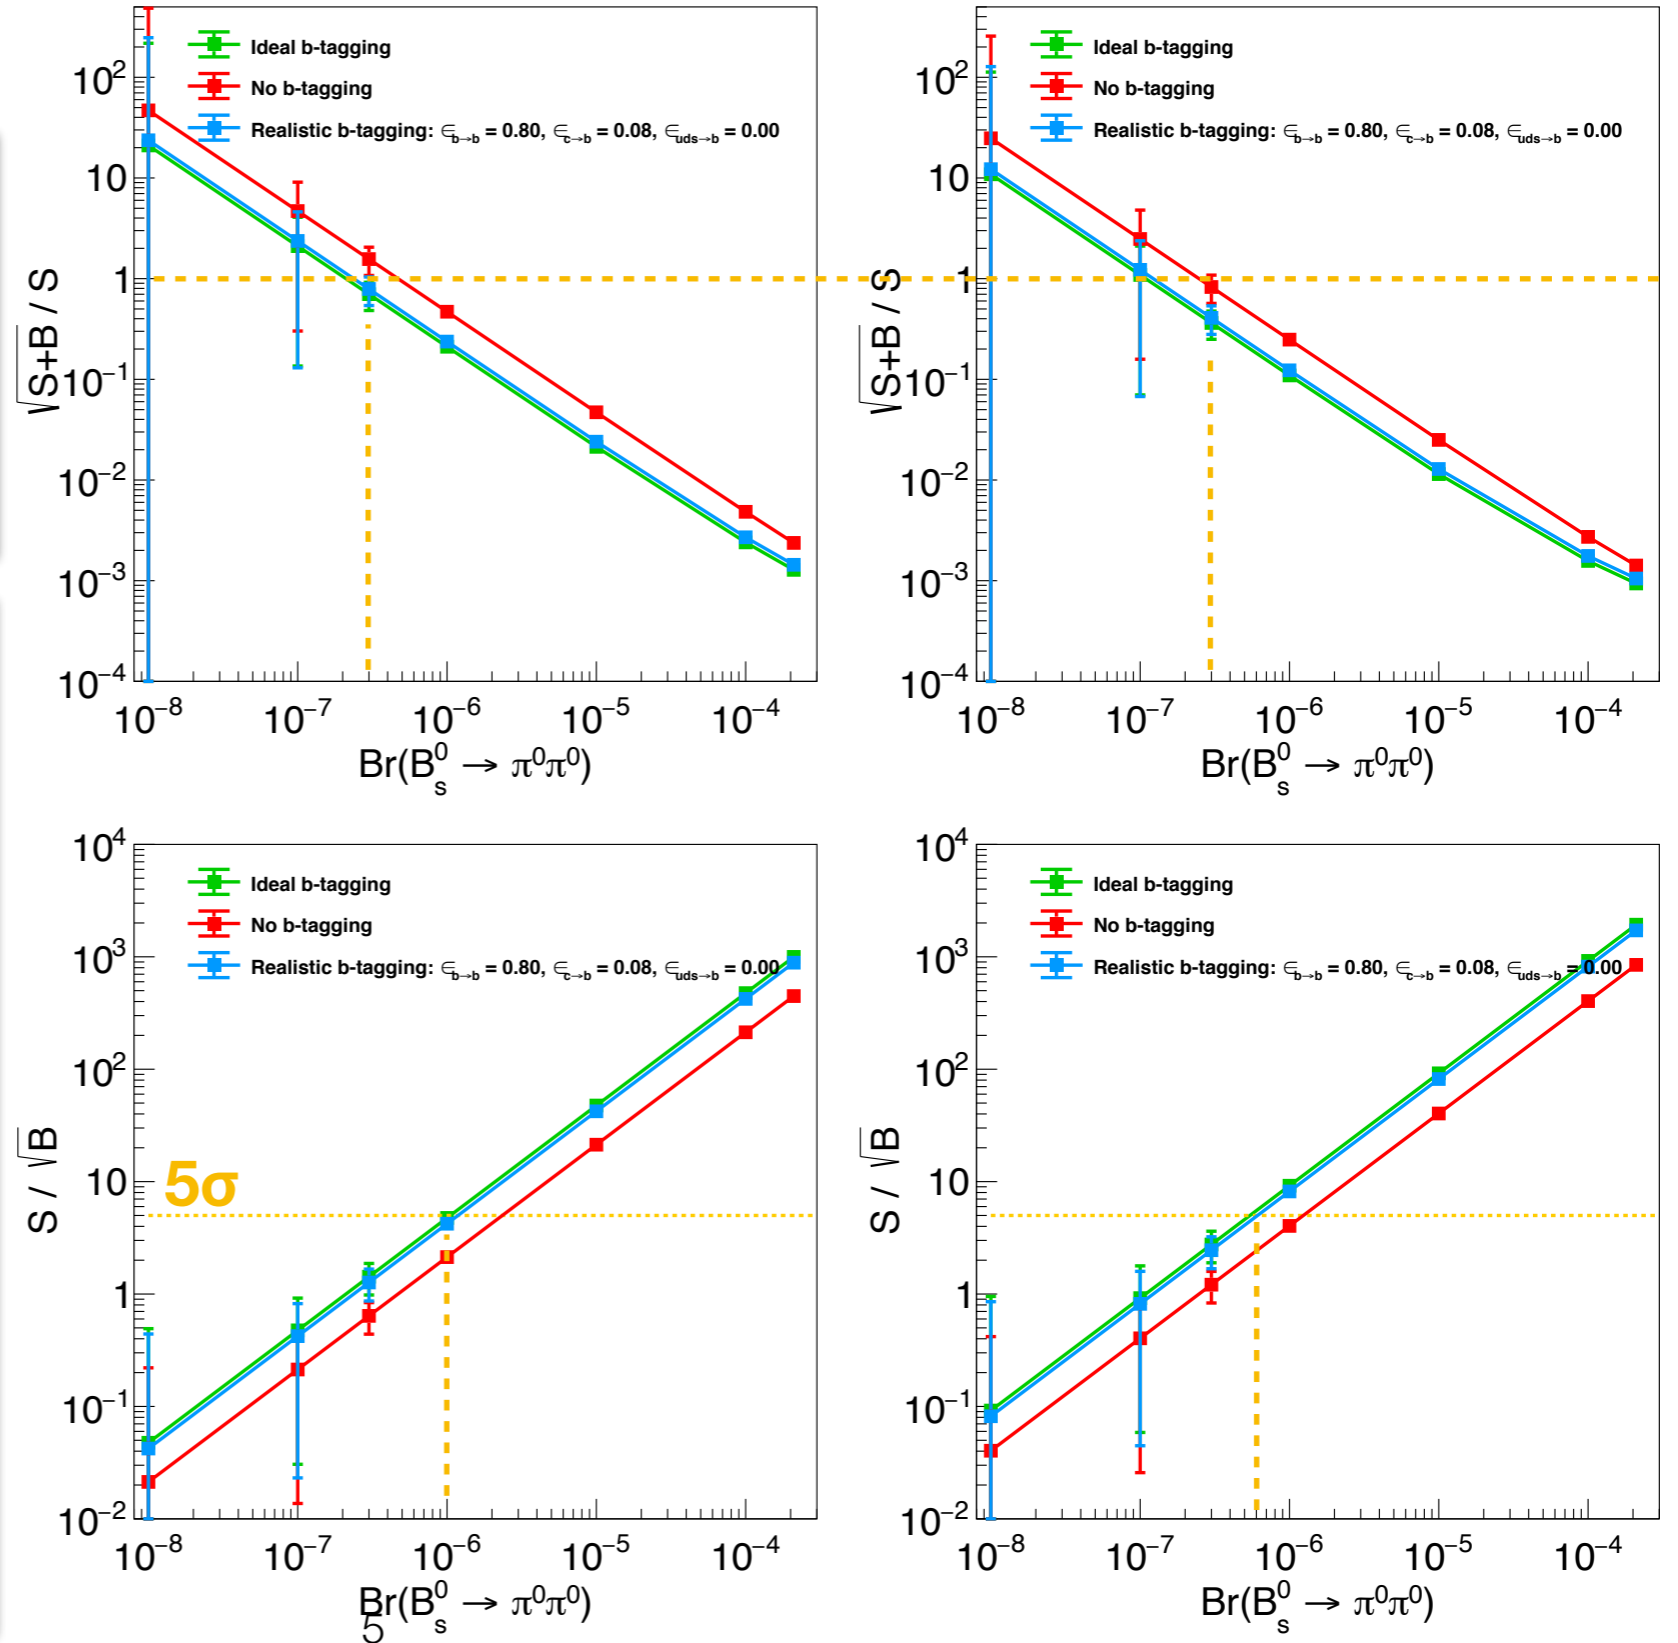 Ideal b-tagging
No b-tagging
Realistic b-tagging: ∈b→b = 0.80, ∈c→b = 0.08, ∈uds→b = 0.00
10²
10
1
10⁻¹
10⁻²
10⁻³
10⁻⁴
√S+B / S
10⁻⁸ 10⁻⁷ 10⁻⁶ 10⁻⁵ 10⁻⁴
Br(B⁰s → π⁰π⁰)
Ideal b-tagging
No b-tagging
Realistic b-tagging: ∈b→b = 0.80, ∈c→b = 0.08, ∈uds→b = 0.00
10²
10
1
10⁻¹
10⁻²
10⁻³
10⁻⁴
√S+B / S
10⁻⁸ 10⁻⁷ 10⁻⁶ 10⁻⁵ 10⁻⁴
Br(B⁰s → π⁰π⁰)
Ideal b-tagging
No b-tagging
Realistic b-tagging: ∈b→b = 0.80, ∈c→b = 0.08, ∈uds→b = 0.00
10⁴
10³
10²
10
1
10⁻¹
10⁻²
5σ
S / √B
10⁻⁸ 10⁻⁷ 10⁻⁶ 10⁻⁵ 10⁻⁴
Br(B⁰s → π⁰π⁰)
5
Ideal b-tagging
No b-tagging
Realistic b-tagging: ∈b→b = 0.80, ∈c→b = 0.08, ∈uds→b = 0.00
10⁴
10³
10²
10
1
10⁻¹
10⁻²
S / √B
10⁻⁸ 10⁻⁷ 10⁻⁶ 10⁻⁵ 10⁻⁴
Br(B⁰s → π⁰π⁰)